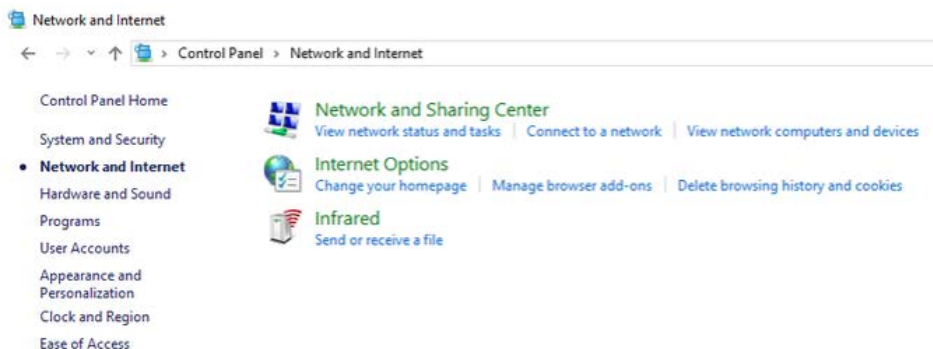 Network and Internet
Control Panel > Network and Internet
Control Panel Home
System and Security
Network and Internet
Hardware and Sound
Programs
User Accounts
Appearance and
Personalization
Clock and Region
Ease of Access
Network and Sharing Center
View network status and tasks | Connect to a network | View network computers and devices
Internet Options
Change your homepage | Manage browser add-ons | Delete browsing history and cookies
Infrared
Send or receive a file